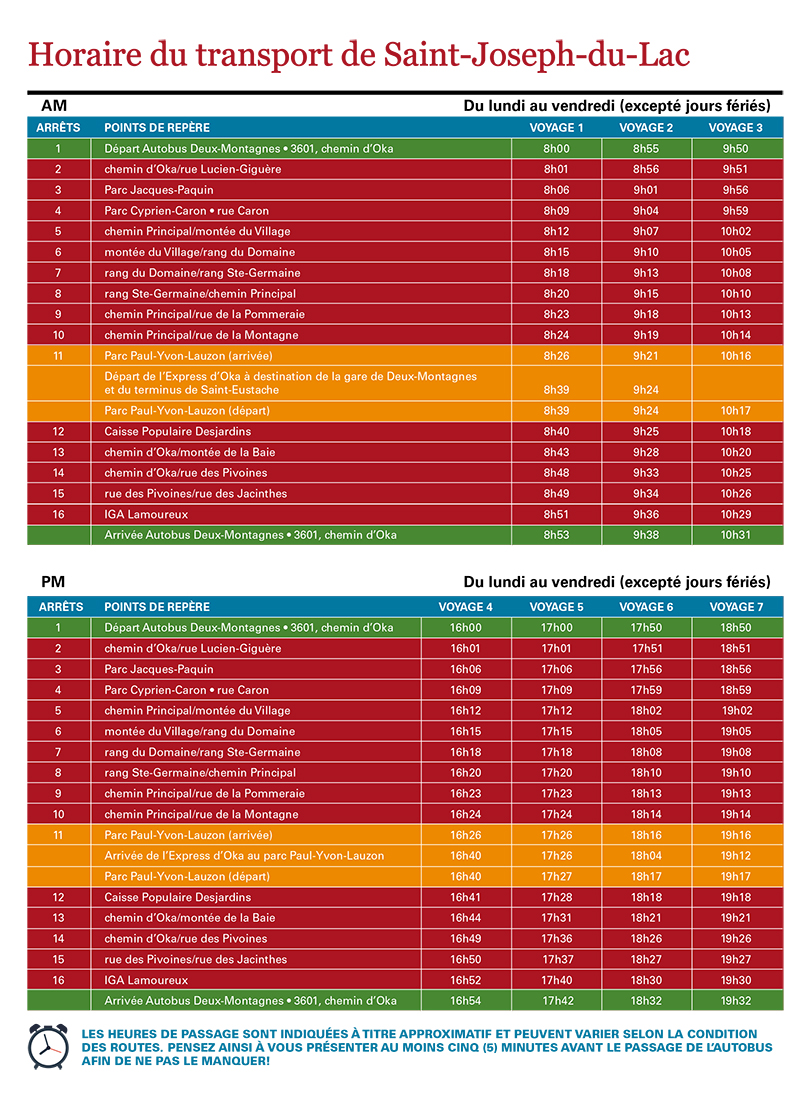 Horaire du transport de Saint-Joseph-du-Lac
AM Du lundi au vendredi (excepté jours fériés)
ARRÊTS POINTS DE REPÈRE VOYAGE 1 VOYAGE 2 VOYAGE 3
1 Départ Autobus Deux-Montagnes • 3601, chemin d’Oka 8h00 8h55 9h50
2 chemin d’Oka/rue Lucien-Giguère 8h01 8h56 9h51
3 Parc Jacques-Paquin 8h06 9h01 9h56
4 Parc Cyprien-Caron • rue Caron 8h09 9h04 9h59
5 chemin Principal/montée du Village 8h12 9h07 10h02
6 montée du Village/rang du Domaine 8h15 9h10 10h05
7 rang du Domaine/rang Ste-Germaine 8h18 9h13 10h08
8 rang Ste-Germaine/chemin Principal 8h20 9h15 10h10
9 chemin Principal/rue de la Pommeraie 8h23 9h18 10h13
10 chemin Principal/rue de la Montagne 8h24 9h19 10h14
11 Parc Paul-Yvon-Lauzon (arrivée) 8h26 9h21 10h16
Départ de l’Express d’Oka à destination de la gare de Deux-Montagnes
et du terminus de Saint-Eustache 8h39 9h24
Parc Paul-Yvon-Lauzon (départ) 8h39 9h24 10h17
12 Caisse Populaire Desjardins 8h40 9h25 10h18
13 chemin d’Oka/montée de la Baie 8h43 9h28 10h20
14 chemin d’Oka/rue des Pivoines 8h48 9h33 10h25
15 rue des Pivoines/rue des Jacinthes 8h49 9h34 10h26
16 IGA Lamoureux 8h51 9h36 10h29
Arrivée Autobus Deux-Montagnes • 3601, chemin d’Oka 8h53 9h38 10h31
PM Du lundi au vendredi (excepté jours fériés)
ARRÊTS POINTS DE REPÈRE VOYAGE 4 VOYAGE 5 VOYAGE 6 VOYAGE 7
1 Départ Autobus Deux-Montagnes • 3601, chemin d’Oka 16h00 17h00 17h50 18h50
2 chemin d’Oka/rue Lucien-Giguère 16h01 17h01 17h51 18h51
3 Parc Jacques-Paquin 16h06 17h06 17h56 18h56
4 Parc Cyprien-Caron • rue Caron 16h09 17h09 17h59 18h59
5 chemin Principal/montée du Village 16h12 17h12 18h02 19h02
6 montée du Village/rang du Domaine 16h15 17h15 18h05 19h05
7 rang du Domaine/rang Ste-Germaine 16h18 17h18 18h08 19h08
8 rang Ste-Germaine/chemin Principal 16h20 17h20 18h10 19h10
9 chemin Principal/rue de la Pommeraie 16h23 17h23 18h13 19h13
10 chemin Principal/rue de la Montagne 16h24 17h24 18h14 19h14
11 Parc Paul-Yvon-Lauzon (arrivée) 16h26 17h26 18h16 19h16
Arrivée de l’Express d’Oka au parc Paul-Yvon-Lauzon 16h40 17h26 18h04 19h12
Parc Paul-Yvon-Lauzon (départ) 16h40 17h27 18h17 19h17
12 Caisse Populaire Desjardins 16h41 17h28 18h18 19h18
13 chemin d’Oka/montée de la Baie 16h44 17h31 18h21 19h21
14 chemin d’Oka/rue des Pivoines 16h49 17h36 18h26 19h26
15 rue des Pivoines/rue des Jacinthes 16h50 17h37 18h27 19h27
16 IGA Lamoureux 16h52 17h40 18h30 19h30
Arrivée Autobus Deux-Montagnes • 3601, chemin d’Oka 16h54 17h42 18h32 19h32
LES HEURES DE PASSAGE SONT INDIQUÉES À TITRE APPROXIMATIF ET PEUVENT VARIER SELON LA CONDITION
DES ROUTES. PENSEZ AINSI À VOUS PRÉSENTER AU MOINS CINQ (5) MINUTES AVANT LE PASSAGE DE L’AUTOBUS
AFIN DE NE PAS LE MANQUER!